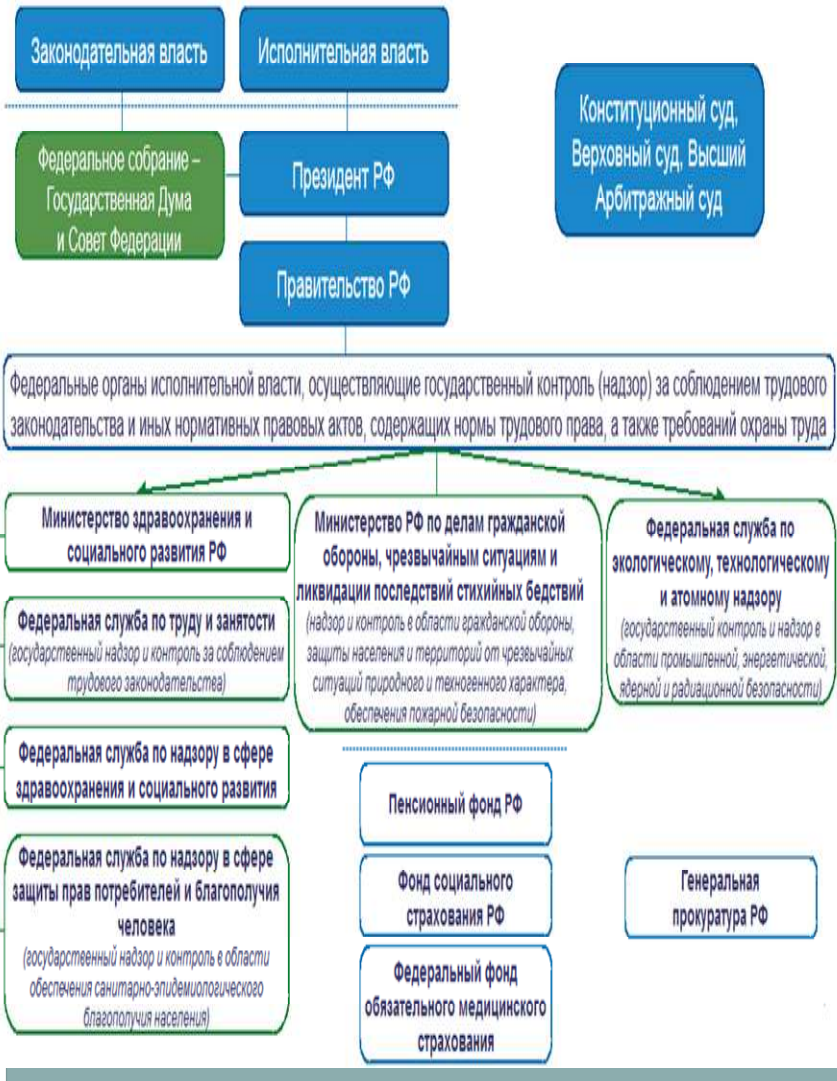 Законодательная власть
Исполнительная власть
Конституционный суд,
Верховный суд, Высший
Арбитражный суд
Федеральное собрание –
Государственная Дума
и Совет Федерации
Президент РФ
Правительство РФ
Федеральные органы исполнительной власти, осуществляющие государственный контроль (надзор) за соблюдением трудового
законодательства и иных нормативных правовых актов, содержащих нормы трудового права, а также требований охраны труда
Министерство здравоохранения и
социального развития РФ
Федеральная служба по труду и занятости
(государственный надзор и контроль за соблюдением
трудового законодательства)
Федеральная служба по надзору в сфере
здравоохранения и социального развития
Федеральная служба по надзору в сфере
защиты прав потребителей и благополучия
человека
(государственный надзор и контроль в области
обеспечения санитарно-эпидемиологического
благополучия населения)
Министерство РФ по делам гражданской
обороны, чрезвычайным ситуациям и
ликвидации последствий стихийных бедствий
(надзор и контроль в области гражданской обороны,
защиты населения и территорий от чрезвычайных
ситуаций природного и техногенного характера,
обеспечения пожарной безопасности)
Федеральная служба по
экологическому, технологическому
и атомному надзору
(государственный контроль и надзор в
области промышленной, энергетической,
ядерной и радиационной безопасности)
Пенсионный фонд РФ
Фонд социального
страхования РФ
Федеральный фонд
обязательного медицинского
страхования
Генеральная
прокуратура РФ